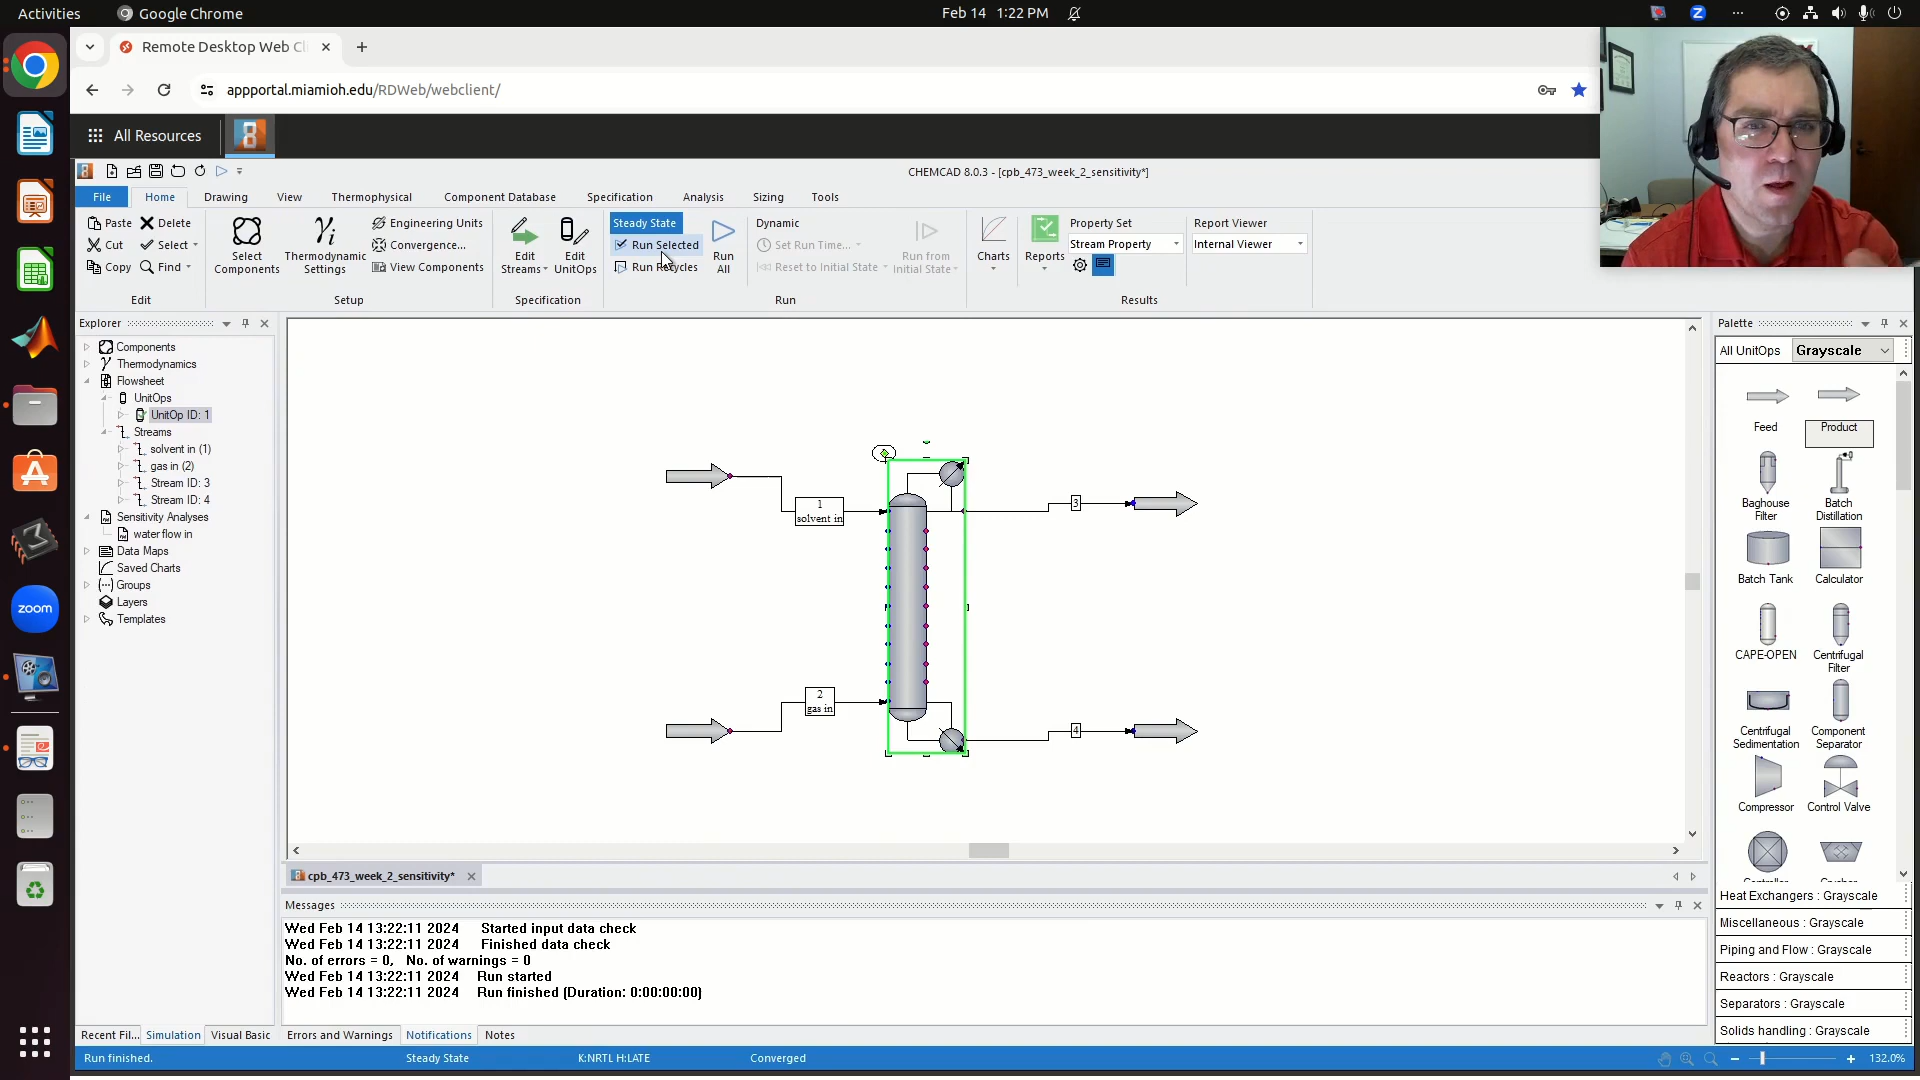 Activities
Google Chrome
Feb 14 1:22 PM
Remote Desktop Web Cl
appportal.miamioh.edu/RDWeb/webclient/
All Resources
CHEMCAD 8.0.3 - [cpb_473_week_2_sensitivity*]
File
Home
Drawing
View
Thermophysical
Component Database
Specification
Analysis
Sizing
Tools
Paste
Delete
Cut
Select
Copy
Find
Edit
Select
Components
Thermodynamic
Settings
Engineering Units
Convergence...
View Components
Setup
Edit
Streams
Edit
UnitOps
Specification
Steady State
Run Selected
Run Recycles
Run
All
Dynamic
Set Run Time...
Reset to Initial State
Run from
Initial State
Run
Charts
Reports
Property Set
Stream Property
Results
Report Viewer
Internal Viewer
Explorer
Components
Thermodynamics
Flowsheet
UnitOps
UnitOp ID: 1
Streams
solvent in (1)
gas in (2)
Stream ID: 3
Stream ID: 4
Sensitivity Analyses
water flow in
Data Maps
Saved Charts
Groups
Layers
Templates
1
solvent in
2
gas in
3
4
Palette
All UnitOps
Grayscale
Feed
Product
Baghouse
Filter
Batch
Distillation
Batch Tank
Calculator
CAPE-OPEN
Centrifugal
Filter
Centrifugal
Sedimentation
Component
Separator
Compressor
Control Valve
Heat Exchangers : Grayscale
Miscellaneous : Grayscale
Piping and Flow : Grayscale
Reactors : Grayscale
Separators : Grayscale
Solids handling : Grayscale
cpb_473_week_2_sensitivity*
Messages
Wed Feb 14 13:22:11 2024 Started input data check
Wed Feb 14 13:22:11 2024 Finished data check
No. of errors = 0, No. of warnings = 0
Wed Feb 14 13:22:11 2024 Run started
Wed Feb 14 13:22:11 2024 Run finished (Duration: 0:00:00:00)
Recent Fil...
Simulation
Visual Basic
Errors and Warnings
Notifications
Notes
Run finished.
Steady State
K:NRTL H:LATE
Converged
132.0%
zoom